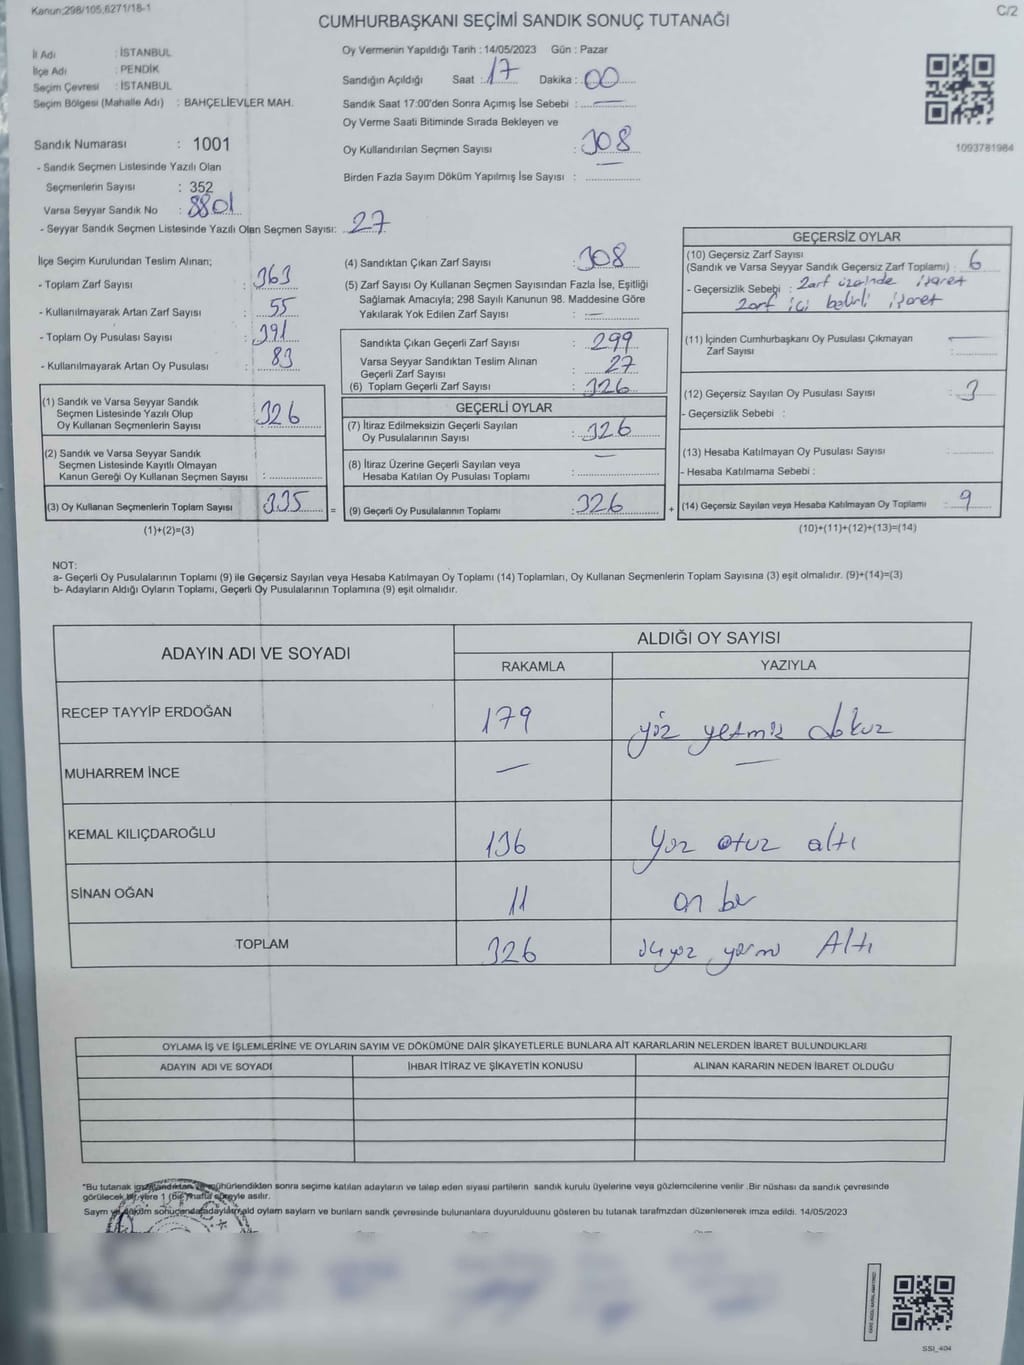 Kanun;298/105,6271/18-1
C/2
CUMHURBAŞKANI SEÇİMİ SANDIK SONUÇ TUTANAĞI
İl Adı : İSTANBUL
İlçe Adı : PENDİK
Seçim Çevresi : İSTANBUL
Seçim Bölgesi (Mahalle Adı) : BAHÇELİEVLER MAH.
Oy Vermenin Yapıldığı Tarih : 14/05/2023 Gün : Pazar
Sandığın Açıldığı Saat : 17 Dakika : 00
Sandık Saat 17:00'den Sonra Açımış İse Sebebi : —
Oy Verme Saati Bitiminde Sırada Bekleyen ve
Oy Kullandırılan Seçmen Sayısı : 308
Birden Fazla Sayım Döküm Yapılmış İse Sayısı : —
1093781984
Sandık Numarası : 1001
- Sandık Seçmen Listesinde Yazılı Olan
Seçmenlerin Sayısı : 352
Varsa Seyyar Sandık No : 8801
- Seyyar Sandık Seçmen Listesinde Yazılı Olan Seçmen Sayısı: 27
İlçe Seçim Kurulundan Teslim Alınan;
- Toplam Zarf Sayısı : 363
- Kullanılmayarak Artan Zarf Sayısı : 55
- Toplam Oy Pusulası Sayısı : 391
- Kullanılmayarak Artan Oy Pusulası : 83
(1) Sandık ve Varsa Seyyar Sandık
Seçmen Listesinde Yazılı Olup
Oy Kullanan Seçmenlerin Sayısı : 326
(2) Sandık ve Varsa Seyyar Sandık
Seçmen Listesinde Kayıtlı Olmayan
Kanun Gereği Oy Kullanan Seçmen Sayısı :
(3) Oy Kullanan Seçmenlerin Toplam Sayısı : 335 =
(1)+(2)=(3)
(4) Sandıktan Çıkan Zarf Sayısı : 308
(5) Zarf Sayısı Oy Kullanan Seçmen Sayısından Fazla İse, Eşitliği
Sağlamak Amacıyla; 298 Sayılı Kanunun 98. Maddesine Göre
Yakılarak Yok Edilen Zarf Sayısı : —
Sandıkta Çıkan Geçerli Zarf Sayısı : 299
Varsa Seyyar Sandıktan Teslim Alınan
Geçerli Zarf Sayısı : 27
(6) Toplam Geçerli Zarf Sayısı : 326
GEÇERLİ OYLAR
(7) İtiraz Edilmeksizin Geçerli Sayılan
Oy Pusulalarının Sayısı : 326
(8) İtiraz Üzerine Geçerli Sayılan veya
Hesaba Katılan Oy Pusulası Toplamı : —
(9) Geçerli Oy Pusulalarının Toplamı : 326 +
GEÇERSİZ OYLAR
(10) Geçersiz Zarf Sayısı
(Sandık ve Varsa Seyyar Sandık Geçersiz Zarf Toplamı) : 6
- Geçersizlik Sebebi : Zarf üzerinde işaret
Zarf içi belirli işaret
(11) İçinden Cumhurbaşkanı Oy Pusulası Çıkmayan
Zarf Sayısı : —
(12) Geçersiz Sayılan Oy Pusulası Sayısı : 3
- Geçersizlik Sebebi :
(13) Hesaba Katılmayan Oy Pusulası Sayısı :
- Hesaba Katılmama Sebebi :
(14) Geçersiz Sayılan veya Hesaba Katılmayan Oy Toplamı : 9
(10)+(11)+(12)+(13)=(14)
NOT:
a- Geçerli Oy Pusulalarının Toplamı (9) ile Geçersiz Sayılan veya Hesaba Katılmayan Oy Toplamı (14) Toplamları, Oy Kullanan Seçmenlerin Toplam Sayısına (3) eşit olmalıdır. (9)+(14)=(3)
b- Adayların Aldığı Oyların Toplamı, Geçerli Oy Pusulalarının Toplamına (9) eşit olmalıdır.
ADAYIN ADI VE SOYADI
ALDIĞI OY SAYISI
RAKAMLA YAZIYLA
RECEP TAYYİP ERDOĞAN 179 yüz yetmiş dokuz
MUHARREM İNCE — —
KEMAL KILIÇDAROĞLU 136 Yüz otuz altı
SİNAN OĞAN 11 on bir
TOPLAM 326 üçyüz yirmi Altı
OYLAMA İŞ VE İŞLEMLERİNE VE OYLARIN SAYIM VE DÖKÜMÜNE DAİR ŞİKAYETLERLE BUNLARA AİT KARARLARIN NELERDEN İBARET BULUNDUKLARI
ADAYIN ADI VE SOYADI İHBAR İTİRAZ VE ŞİKAYETİN KONUSU ALINAN KARARIN NEDEN İBARET OLDUĞU
"Bu tutanak imzalandıktan ve mühürlendikten sonra seçime katılan adayların ve talep eden siyasi partilerin sandık kurulu üyelerine veya gözlemcilerine verilir .Bir nüshası da sandık çevresinde
görülecek bir yere 1 (bir) hafta süreyle asılır.
Sayım ve döküm sonucunda oyların ve bunların sandk çevresinde bulunanlara duyurulduunu gösteren bu tutanak tarafmzdan düzenlenerek imza edildi. 14/05/2023
SSI_404